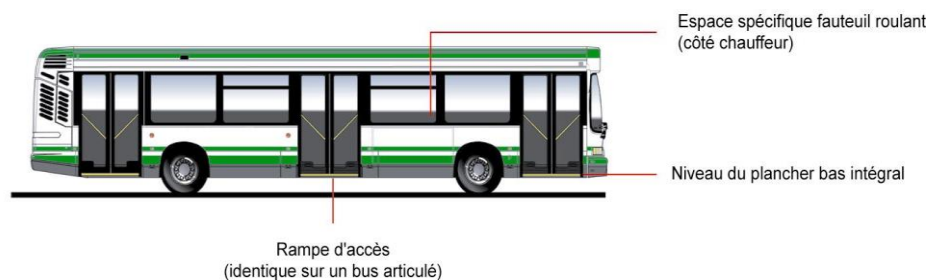 Espace spécifique fauteuil roulant
(côté chauffeur)
Niveau du plancher bas intégral
Rampe d'accès
(identique sur un bus articulé)